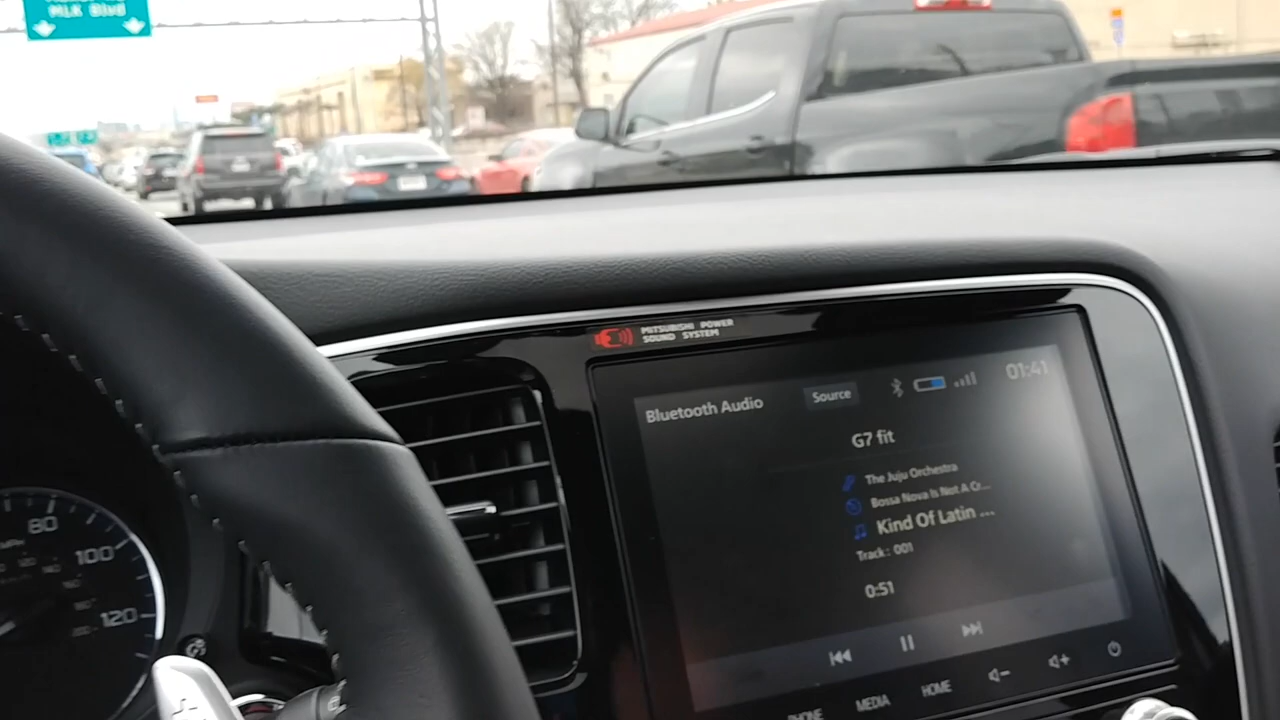 MLK Blvd
MITSUBISHI POWER
SOUND SYSTEM
Bluetooth Audio
Source
01:41
G7 fit
The Juju Orchestra
Bossa Nova Is Not A Cr...
Kind Of Latin ...
Track: 001
0:51
MEDIA
HOME
80
100
120